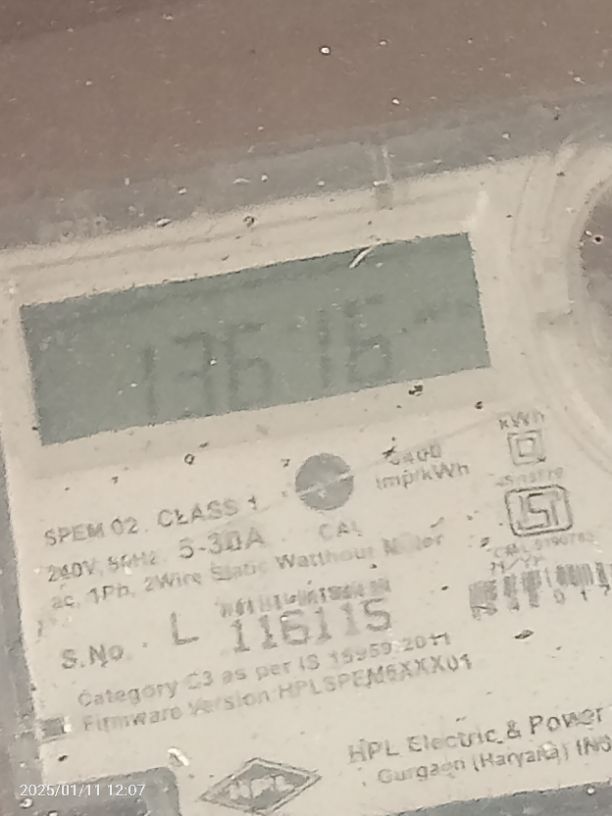 13616
kWh
6400
imp/kWh
SPEM 02. CLASS 1
240V, 50Hz 5-30A CAL
ac, 1Ph, 2Wire Static Watthour Meter
S.No. L 116115
Category C3 as per IS 15959:2011
Firmware Version HPLSPEM6XXX01
HPL Electric & Power
Gurgaon (Haryana)
HPL
2025/01/11 12:07